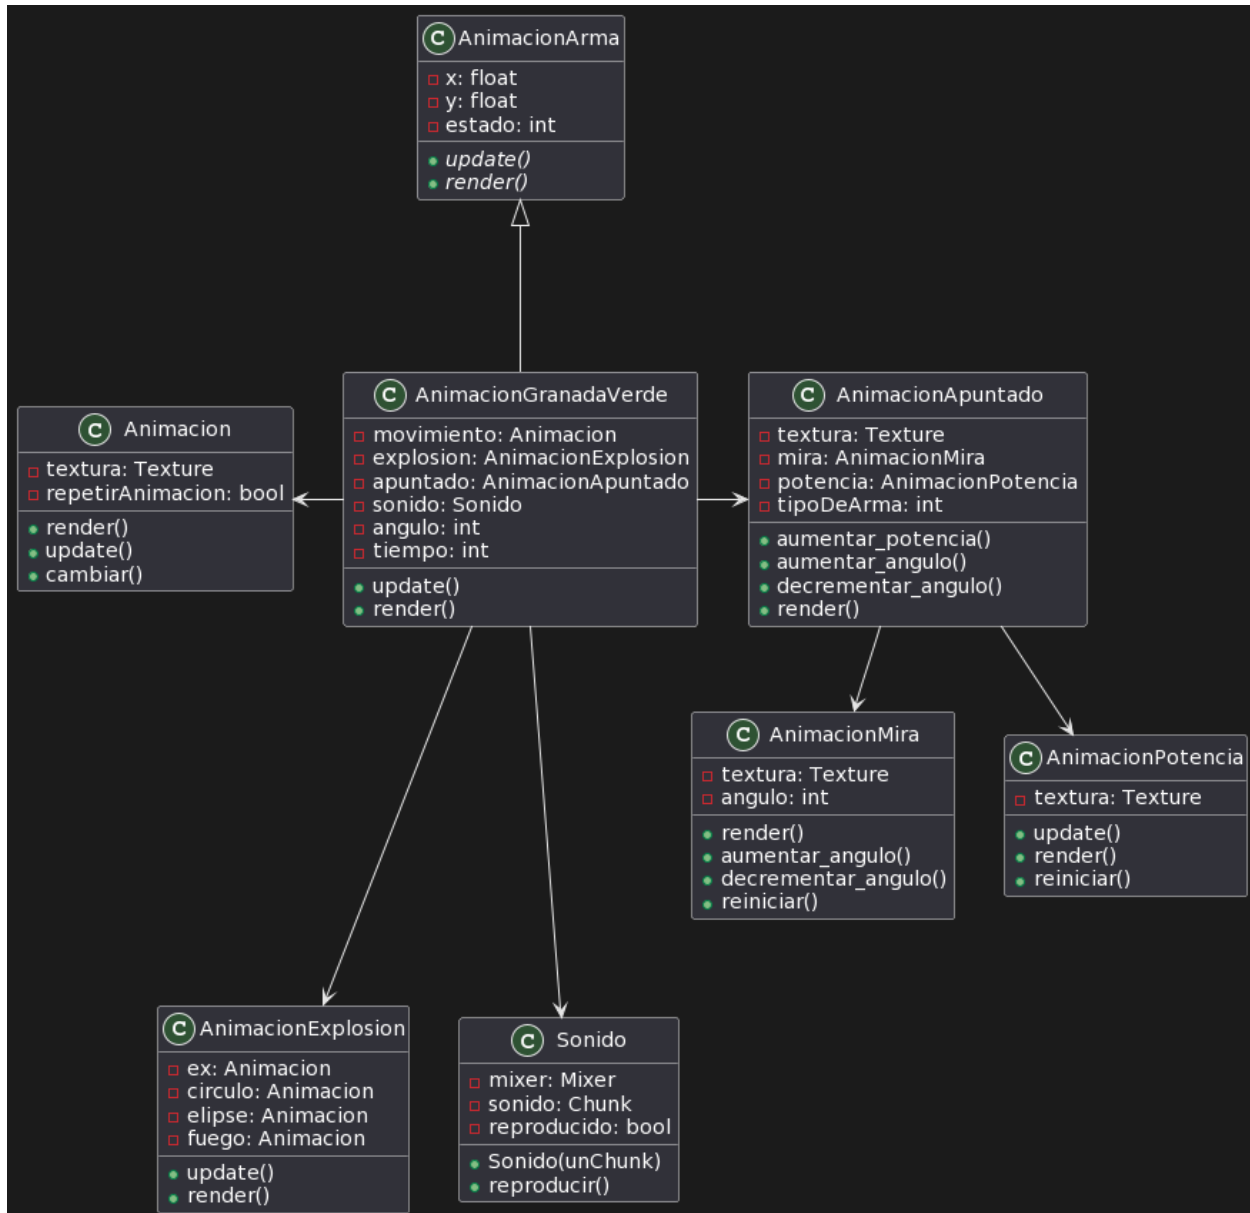 C AnimacionArma
x: float
y: float
estado: int
update()
render()
C Animacion
textura: Texture
repetirAnimacion: bool
render()
update()
cambiar()
C AnimacionGranadaVerde
movimiento: Animacion
explosion: AnimacionExplosion
apuntado: AnimacionApuntado
sonido: Sonido
angulo: int
tiempo: int
update()
render()
C AnimacionApuntado
textura: Texture
mira: AnimacionMira
potencia: AnimacionPotencia
tipoDeArma: int
aumentar_potencia()
aumentar_angulo()
decrementar_angulo()
render()
C AnimacionMira
textura: Texture
angulo: int
render()
aumentar_angulo()
decrementar_angulo()
reiniciar()
C AnimacionPotencia
textura: Texture
update()
render()
reiniciar()
C AnimacionExplosion
ex: Animacion
circulo: Animacion
elipse: Animacion
fuego: Animacion
update()
render()
C Sonido
mixer: Mixer
sonido: Chunk
reproducido: bool
Sonido(unChunk)
reproducir()